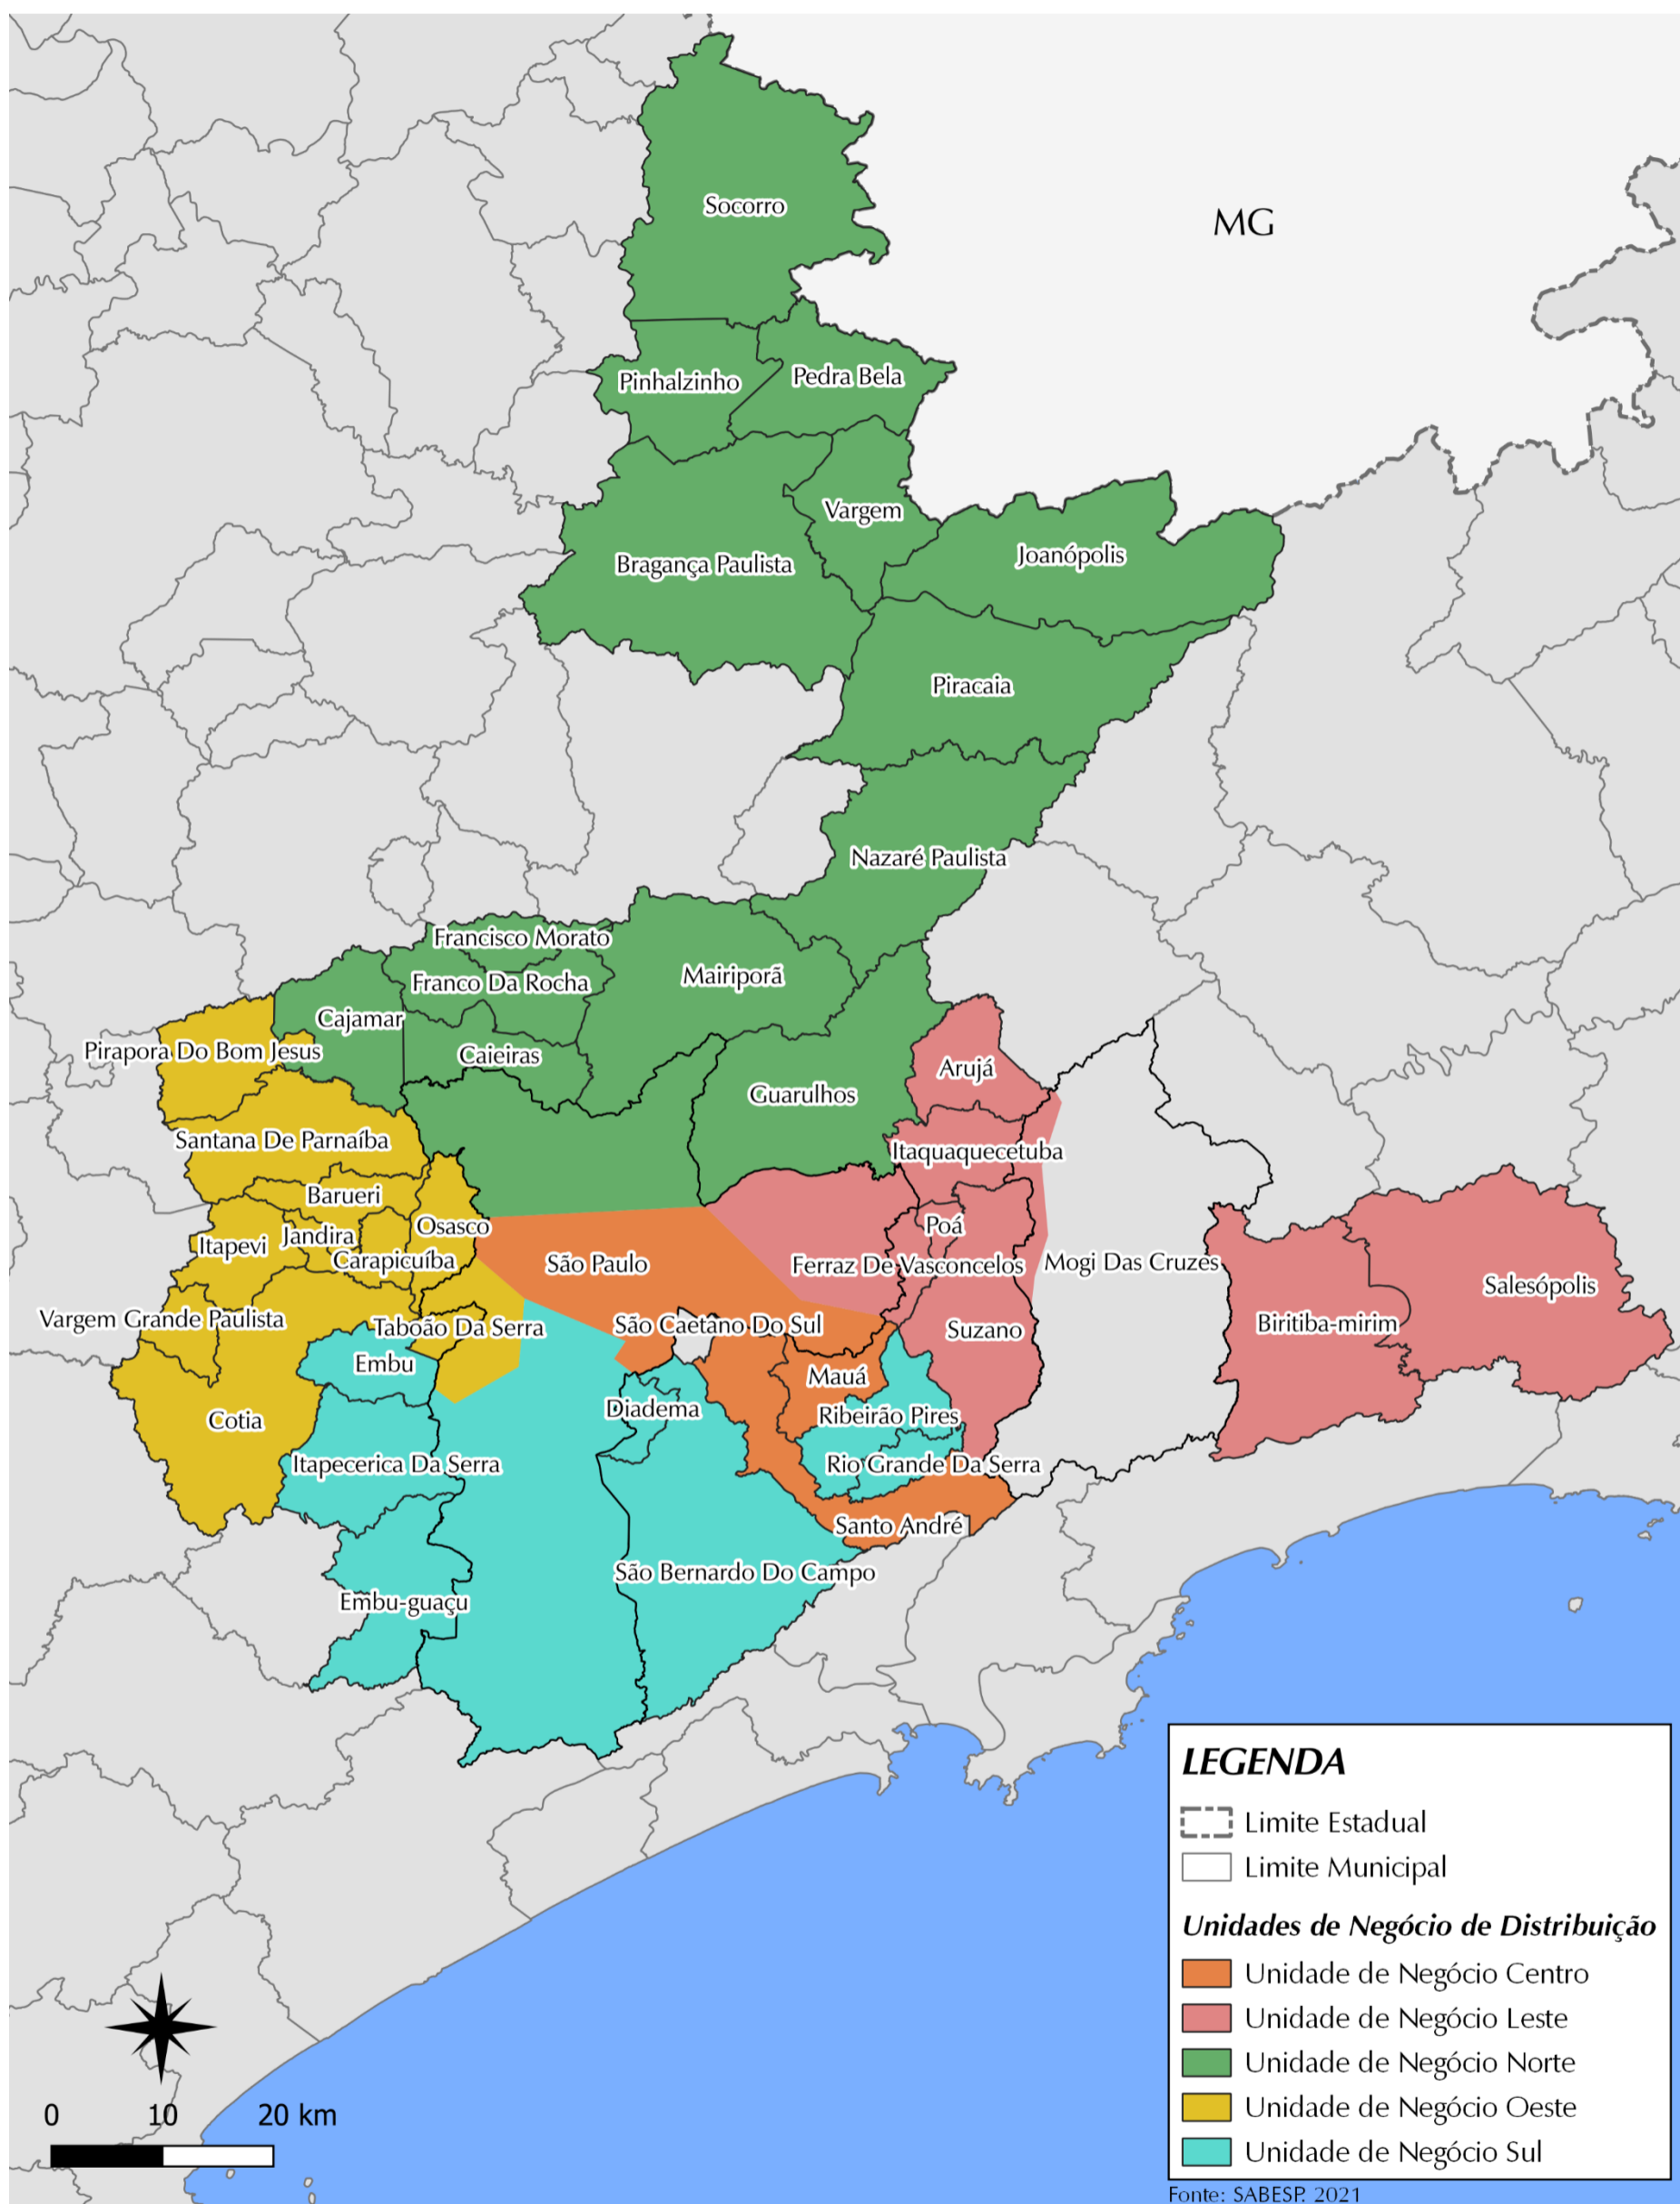 MG
Socorro
Pinhalzinho
Pedra Bela
Vargem
Joanópolis
Bragança Paulista
Piracaia
Nazaré Paulista
Francisco Morato
Franco Da Rocha
Mairiporã
Cajamar
Pirapora Do Bom Jesus
Caieiras
Arujá
Guarulhos
Santana De Parnaíba
Itaquaquecetuba
Barueri
Osasco
Poá
Jandira
Itapevi
Carapicuíba
São Paulo
Ferraz De Vasconcelos
Mogi Das Cruzes
Salesópolis
Vargem Grande Paulista
Taboão Da Serra
São Caetano Do Sul
Suzano
Biritiba-mirim
Embu
Mauá
Diadema
Ribeirão Pires
Cotia
Itapecerica Da Serra
Rio Grande Da Serra
Santo André
São Bernardo Do Campo
Embu-guaçu
LEGENDA
Limite Estadual
Limite Municipal
Unidades de Negócio de Distribuição
Unidade de Negócio Centro
Unidade de Negócio Leste
Unidade de Negócio Norte
Unidade de Negócio Oeste
Unidade de Negócio Sul
0 10 20 km
Fonte: SABESP. 2021